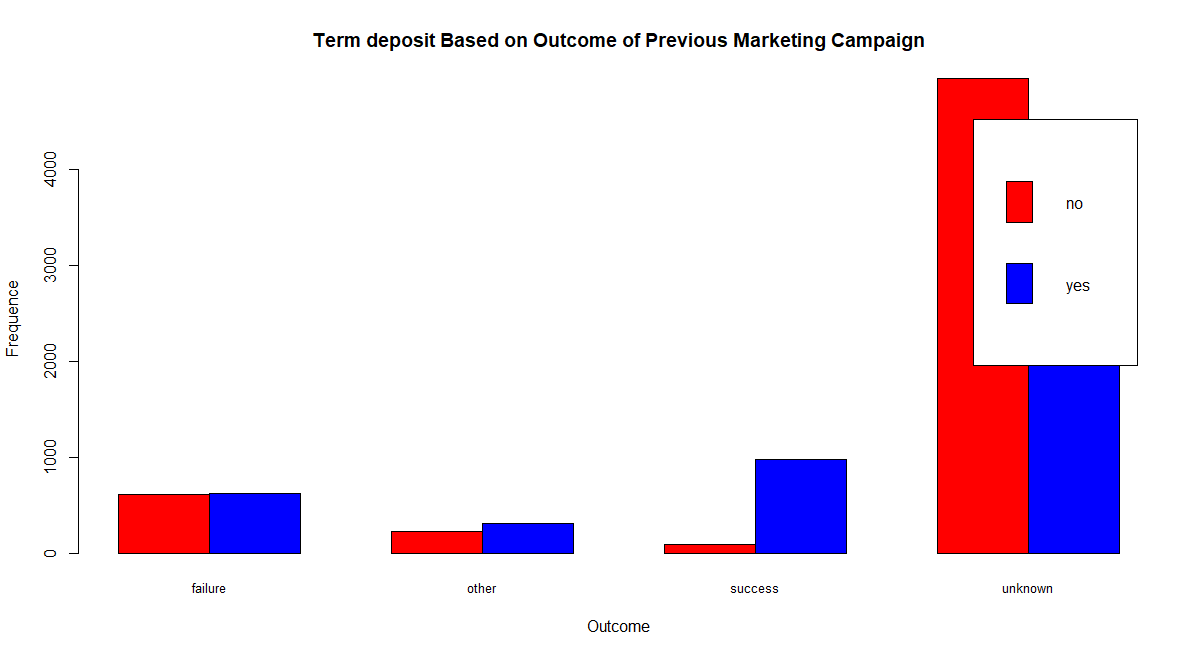 Term deposit Based on Outcome of Previous Marketing Campaign
Frequence
4000
3000
2000
1000
0
no
yes
failure
other
success
unknown
Outcome